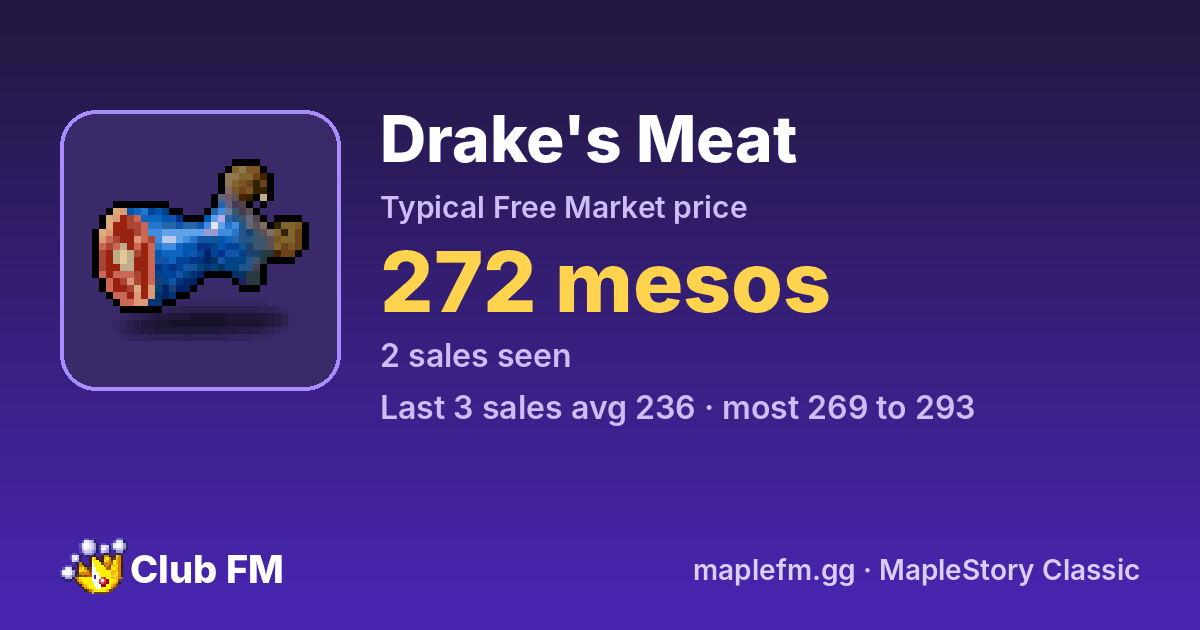 Drake's Meat
Typical Free Market price
272 mesos
2 sales seen
Last 3 sales avg 236 · most 269 to 293
Club FM
maplefm.gg · MapleStory Classic